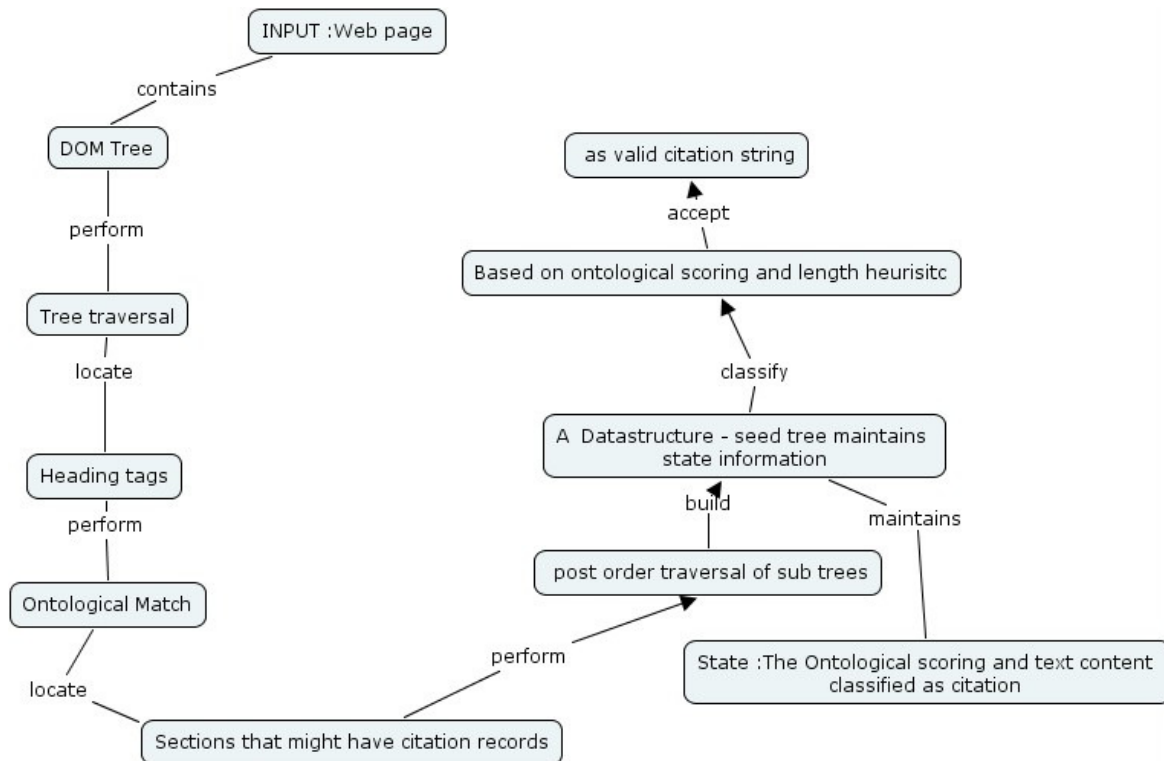 INPUT :Web page
contains
DOM Tree
perform
Tree traversal
locate
Heading tags
perform
Ontological Match
locate
Sections that might have citation records
perform
post order traversal of sub trees
build
A Datastructure - seed tree maintains
state information
maintains
State :The Ontological scoring and text content
classified as citation
classify
Based on ontological scoring and length heurisitc
accept
as valid citation string